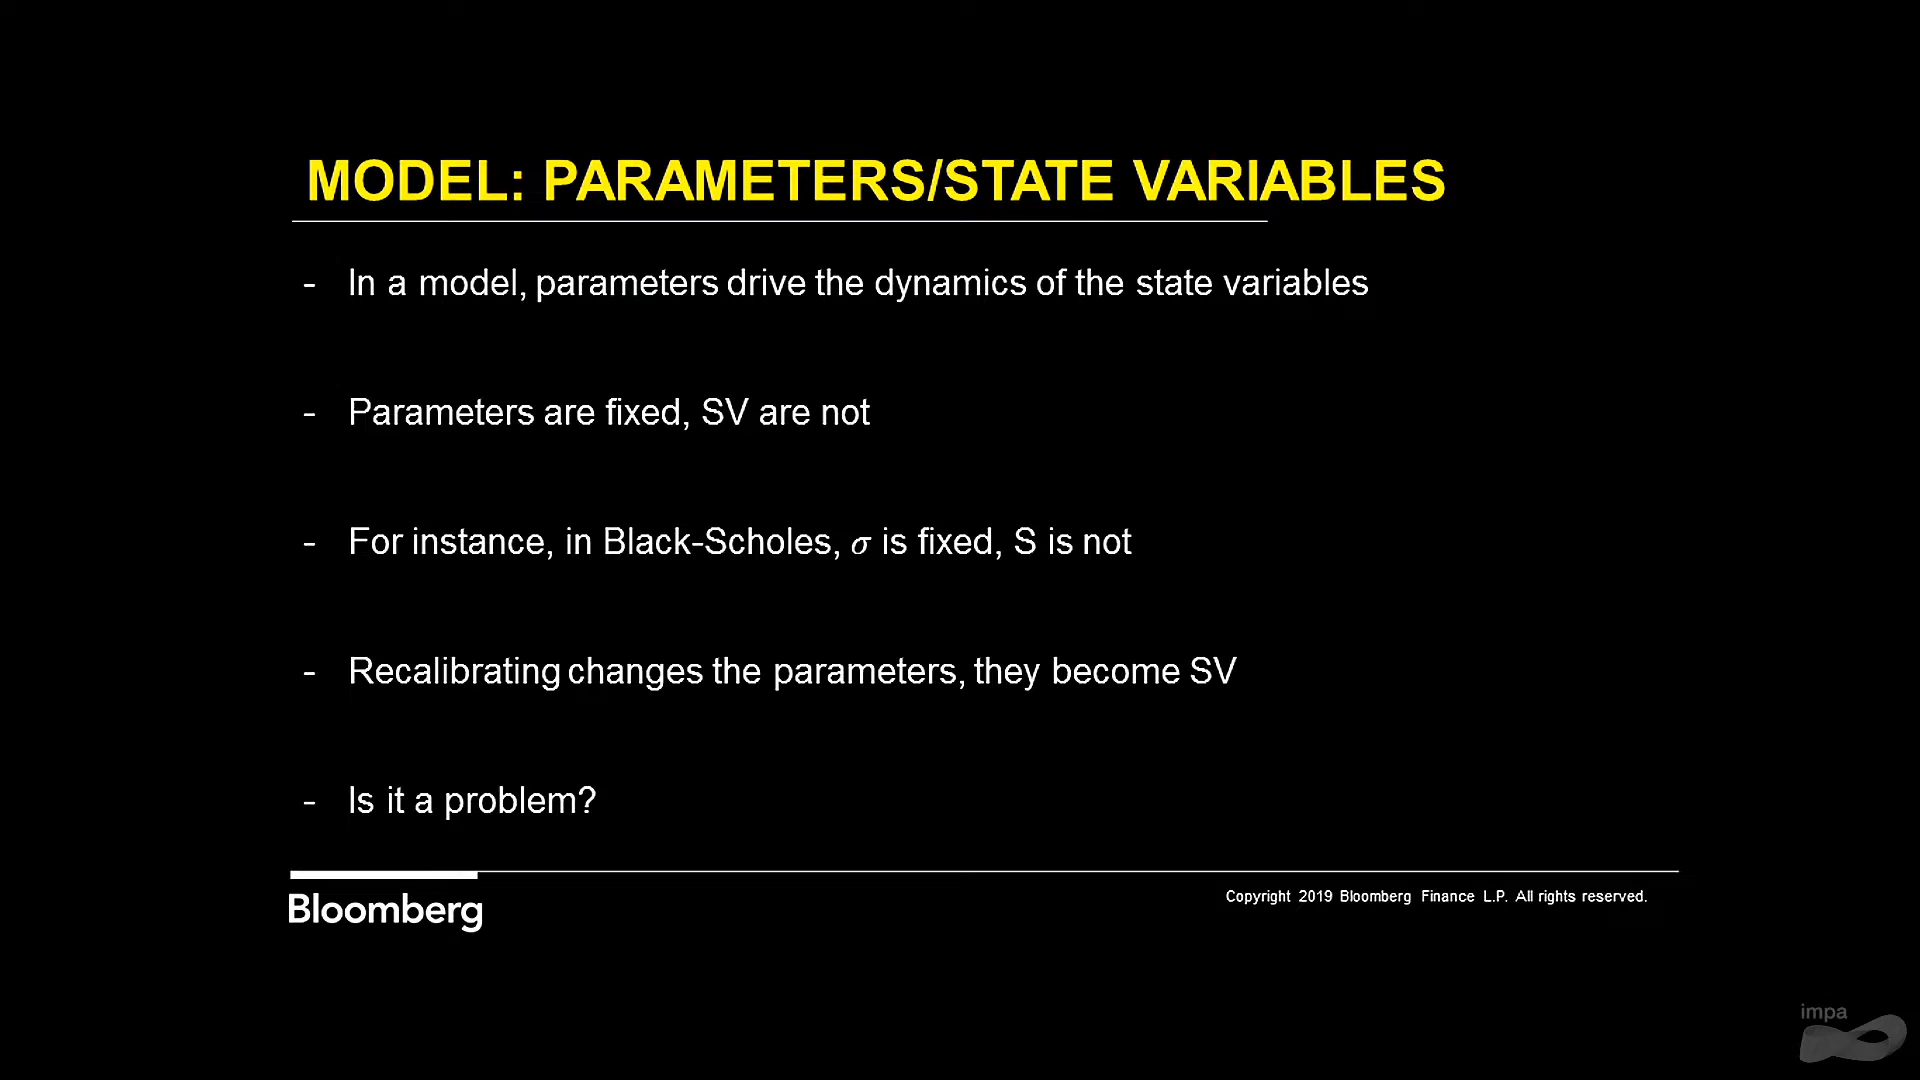 MODEL: PARAMETERS/STATE VARIABLES
- In a model, parameters drive the dynamics of the state variables
- Parameters are fixed, SV are not
- For instance, in Black-Scholes, σ is fixed, S is not
- Recalibrating changes the parameters, they become SV
- Is it a problem?
Bloomberg
Copyright 2019 Bloomberg Finance L.P. All rights reserved.
impa